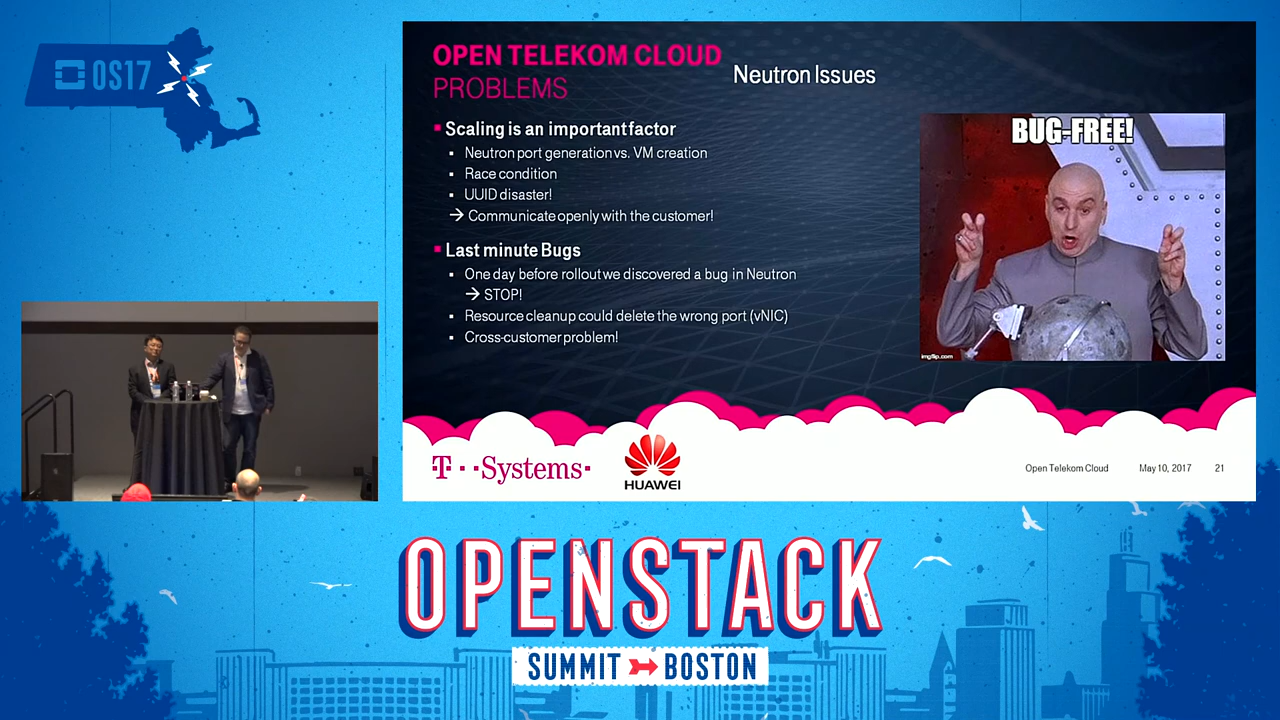 OS17
OPEN TELEKOM CLOUD
PROBLEMS
Neutron Issues
Scaling is an important factor
Neutron port generation vs. VM creation
Race condition
UUID disaster!
→ Communicate openly with the customer!
Last minute Bugs
One day before rollout we discovered a bug in Neutron
→ STOP!
Resource cleanup could delete the wrong port (vNIC)
Cross-customer problem!
BUG-FREE!
imgflip.com
T··Systems·
HUAWEI
Open Telekom Cloud May 10, 2017 21
OPENSTACK
SUMMIT BOSTON